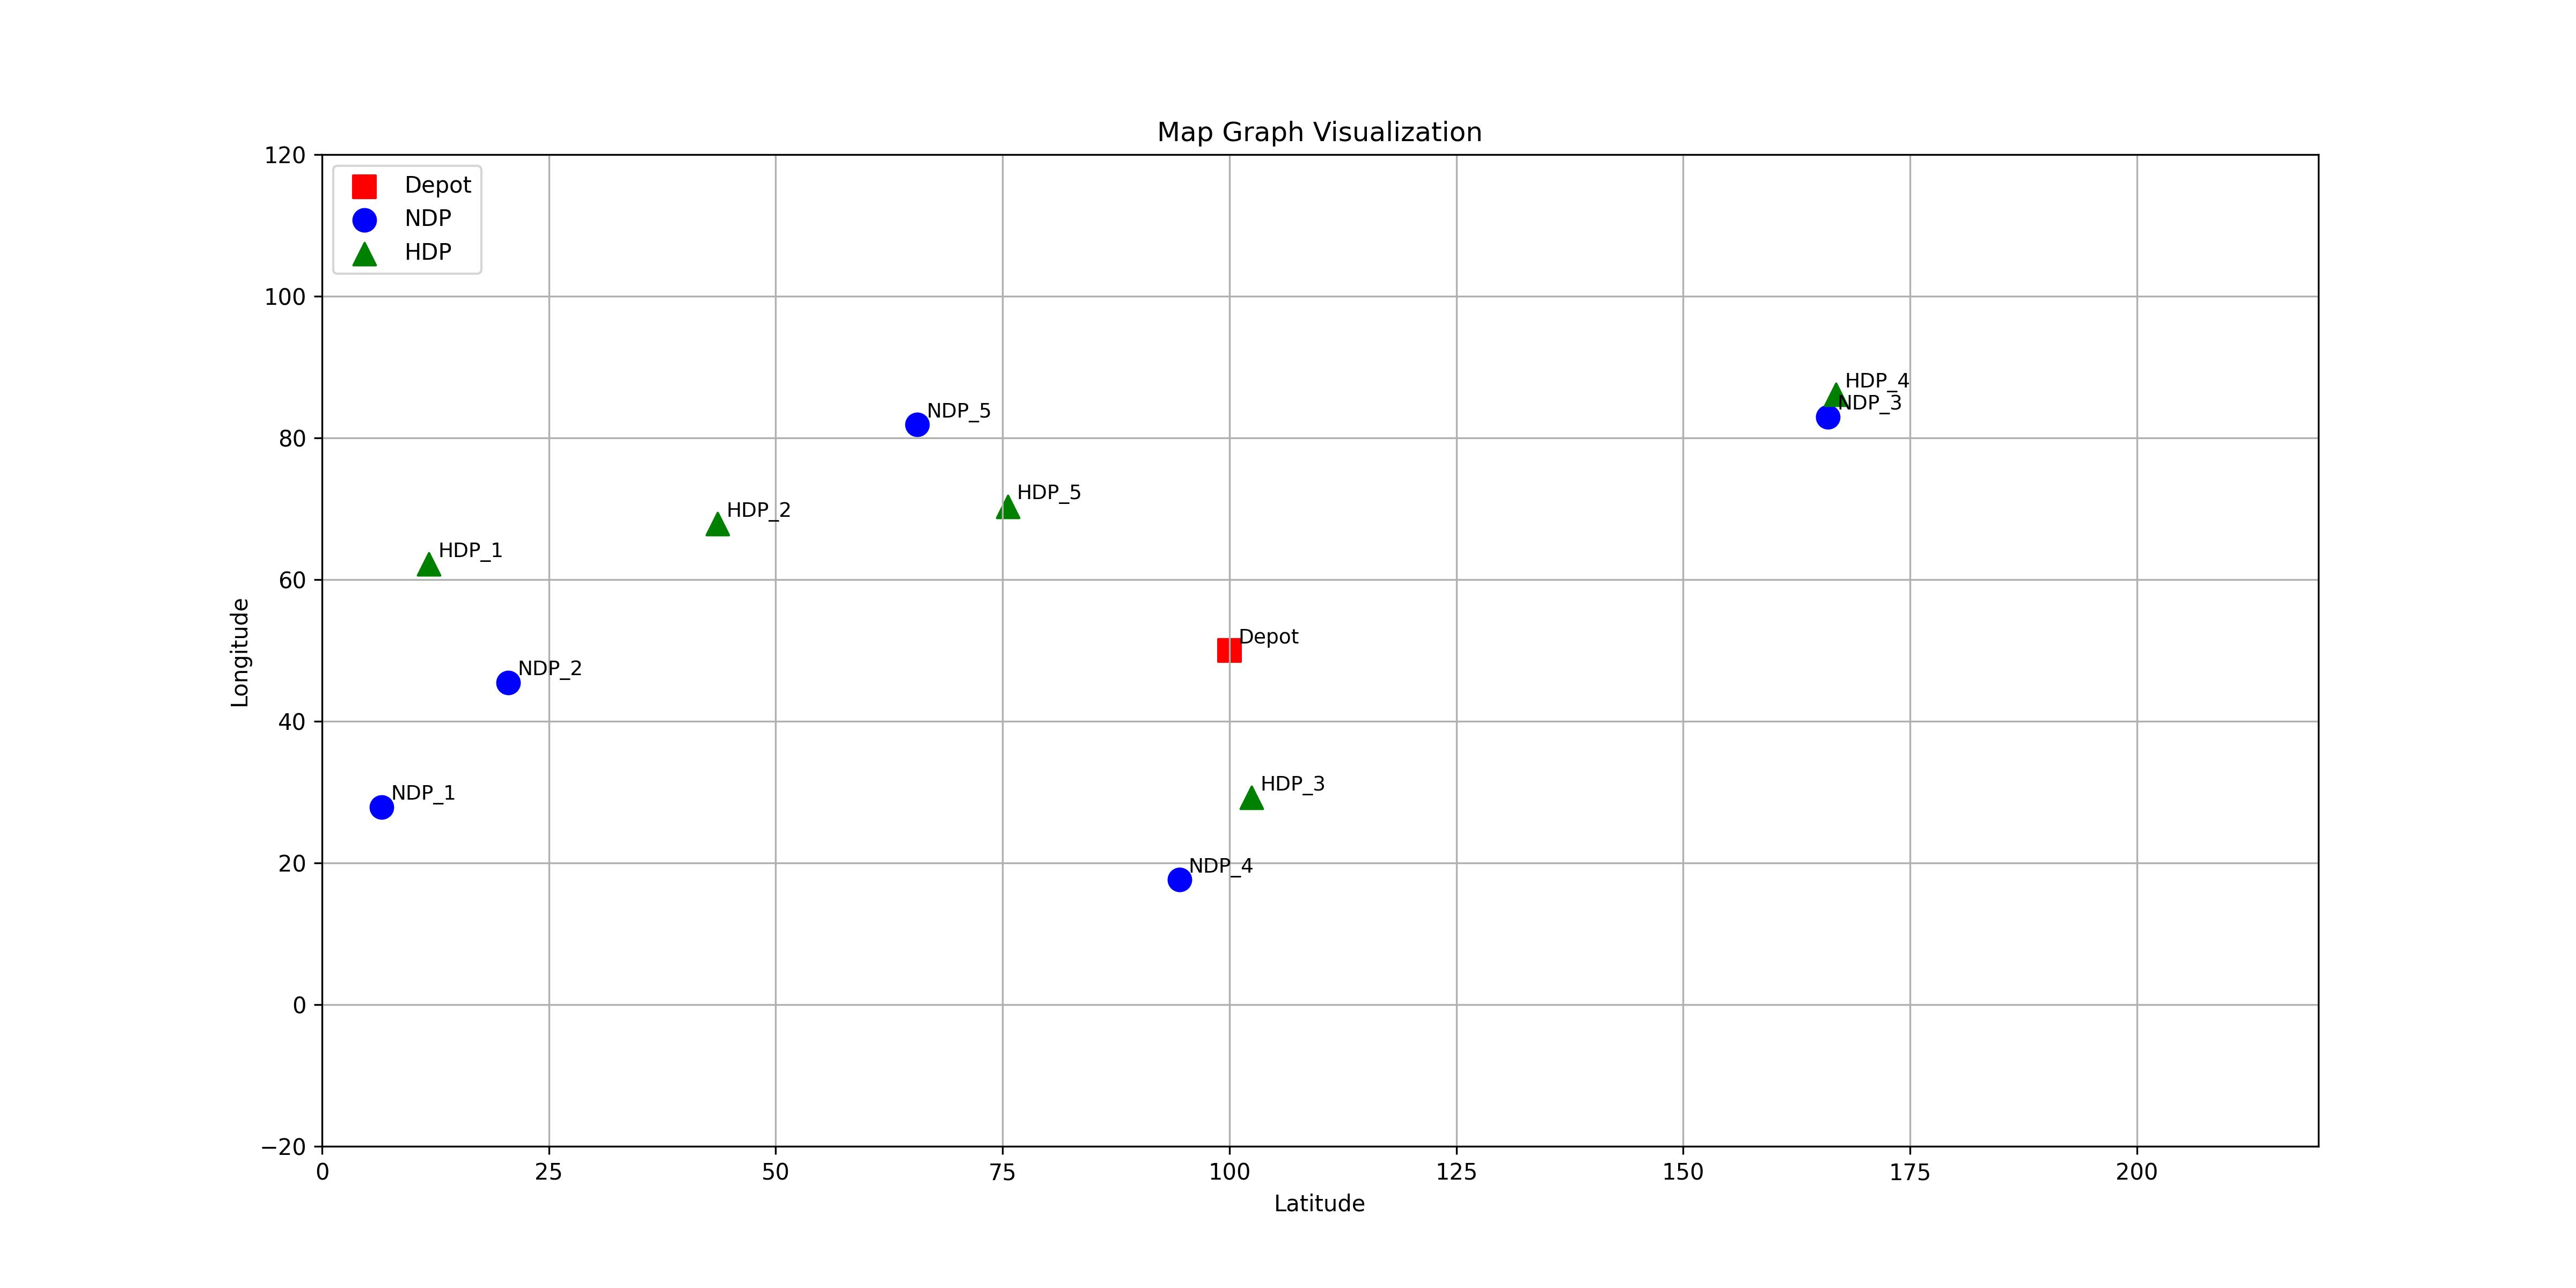 Map Graph Visualization
Depot
NDP
HDP
120
100
80
60
40
20
0
−20
Longitude
HDP_4
NDP_3
NDP_5
HDP_5
HDP_2
HDP_1
Depot
NDP_2
HDP_3
NDP_1
NDP_4
0 25 50 75 100 125 150 175 200
Latitude